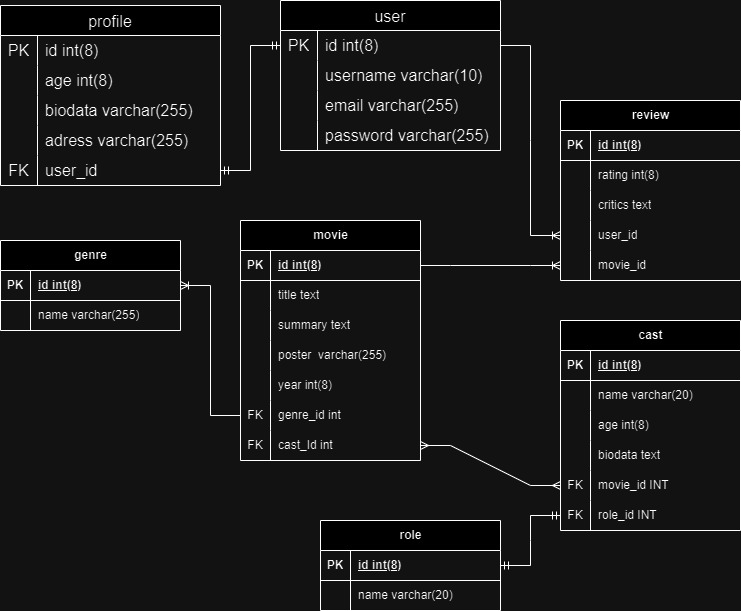 profile
PK id int(8)
age int(8)
biodata varchar(255)
adress varchar(255)
FK user_id
user
PK id int(8)
username varchar(10)
email varchar(255)
password varchar(255)
review
PK id int(8)
rating int(8)
critics text
user_id
movie_id
genre
PK id int(8)
name varchar(255)
movie
PK id int(8)
title text
summary text
poster  varchar(255)
year int(8)
FK genre_id int
FK cast_Id int
cast
PK id int(8)
name varchar(20)
age int(8)
biodata text
FK movie_id INT
FK role_id INT
role
PK id int(8)
name varchar(20)